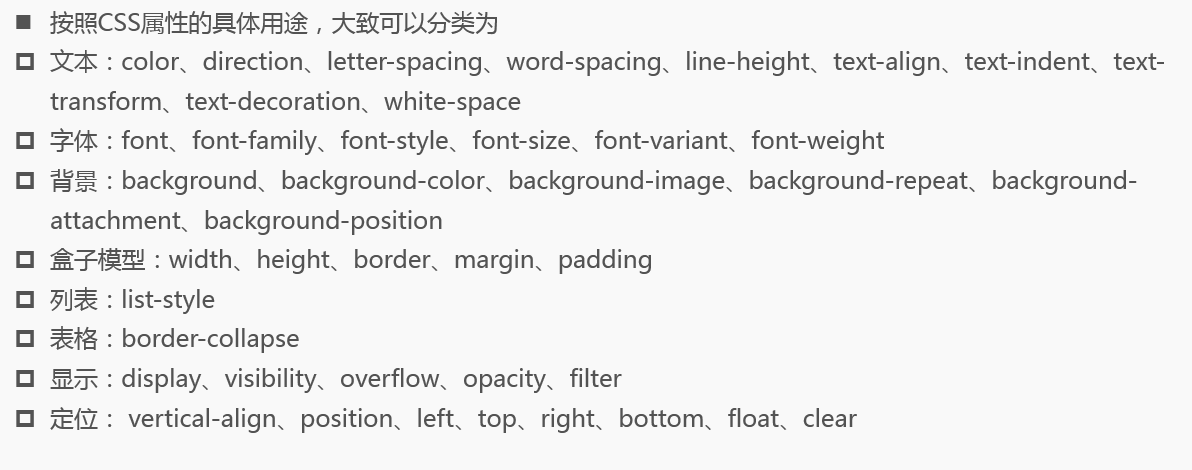 按照CSS属性的具体用途，大致可以分类为
文本：color、direction、letter-spacing、word-spacing、line-height、text-align、text-indent、text-
transform、text-decoration、white-space
字体：font、font-family、font-style、font-size、font-variant、font-weight
背景：background、background-color、background-image、background-repeat、background-
attachment、background-position
盒子模型：width、height、border、margin、padding
列表：list-style
表格：border-collapse
显示：display、visibility、overflow、opacity、filter
定位： vertical-align、position、left、top、right、bottom、float、clear